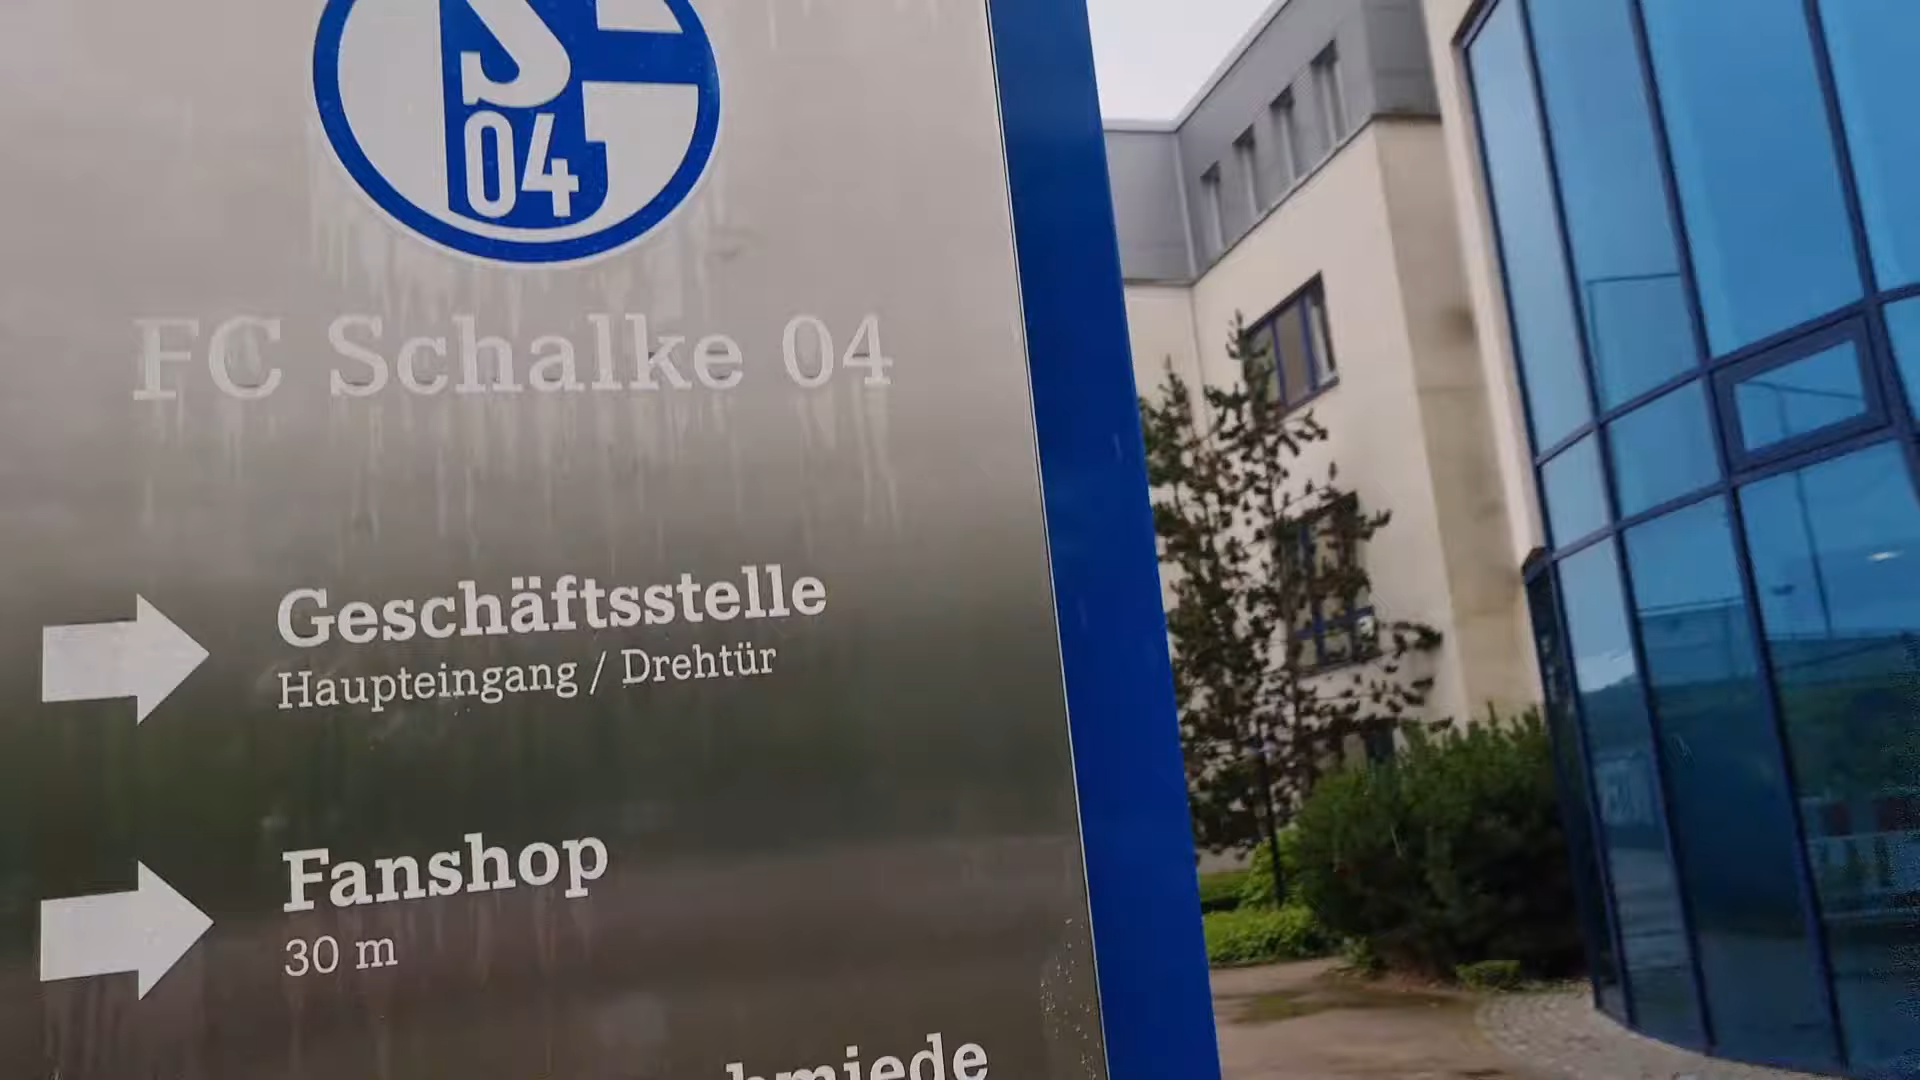 S
04
FC Schalke 04
Geschäftsstelle
Haupteingang / Drehtür
Fanshop
30 m